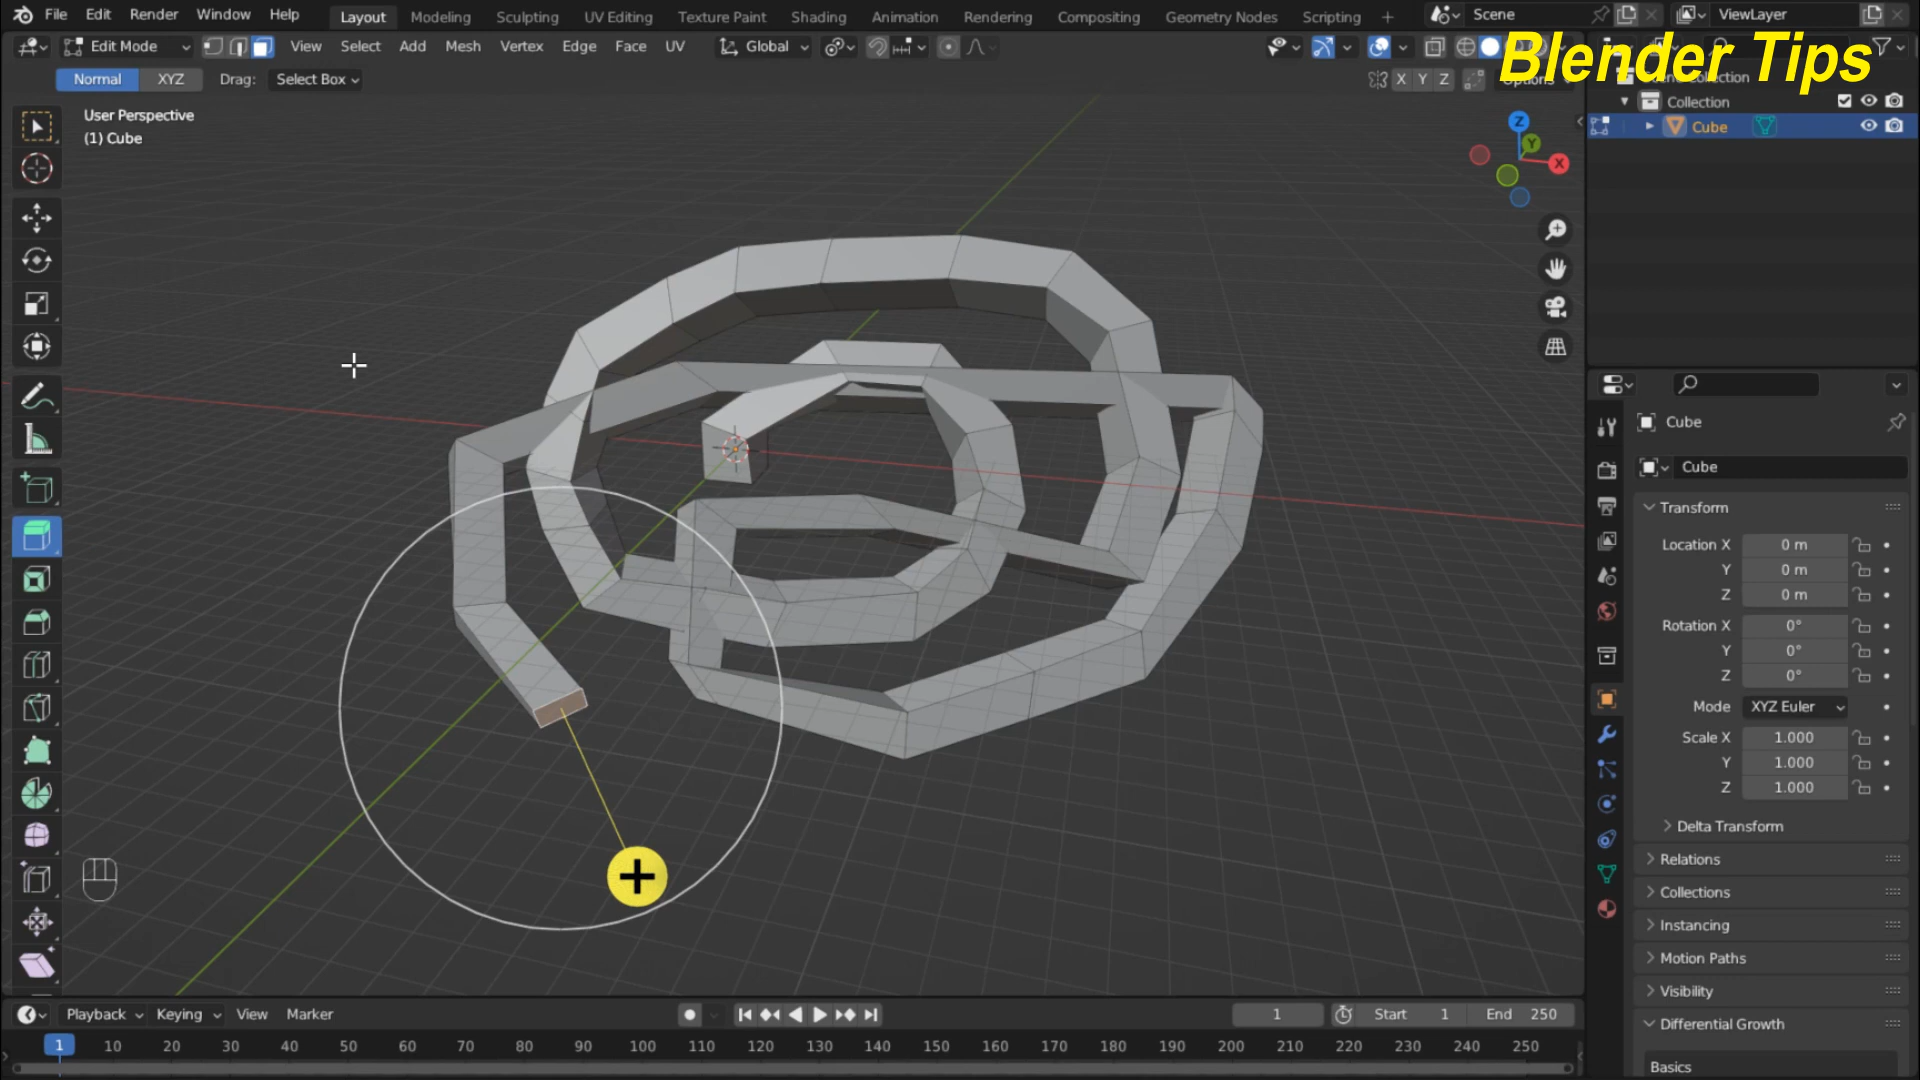 File Edit Render Window Help Layout Modeling Sculpting UV Editing Texture Paint Shading Animation Rendering Compositing Geometry Nodes Scripting + Scene ViewLayer
Edit Mode View Select Add Mesh Vertex Edge Face UV Global
Blender Tips
Normal XYZ Drag: Select Box X Y Z Options
Collection
User Perspective
(1) Cube
Collection
Cube
Z
Y
X
Cube
Cube
Transform
Location X 0 m
Y 0 m
Z 0 m
Rotation X 0°
Y 0°
Z 0°
Mode XYZ Euler
Scale X 1.000
Y 1.000
Z 1.000
Delta Transform
Relations
Collections
Instancing
Motion Paths
Visibility
Differential Growth
Basics
Playback Keying View Marker 1 Start 1 End 250
1 10 20 30 40 50 60 70 80 90 100 110 120 130 140 150 160 170 180 190 200 210 220 230 240 250